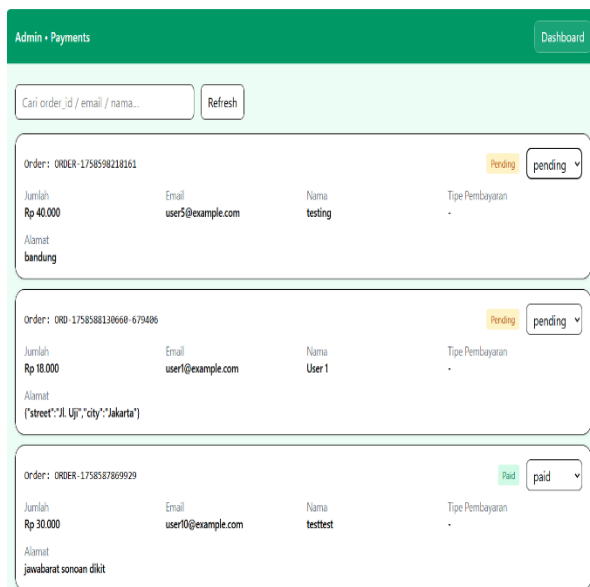 Admin • Payments Dashboard
Cari order_id / email / nama... Refresh
Order: ORDER-1758598218161 Pending pending
Jumlah Email Nama Tipe Pembayaran
Rp 40.000 user5@example.com testing -
Alamat
bandung
Order: ORD-1758588130660-679406 Pending pending
Jumlah Email Nama Tipe Pembayaran
Rp 18.000 user1@example.com User 1 -
Alamat
{"street":"Jl. Uji","city":"Jakarta"}
Order: ORDER-1758587869929 Paid paid
Jumlah Email Nama Tipe Pembayaran
Rp 30.000 user10@example.com testtest -
Alamat
jawabarat sonoan dikit